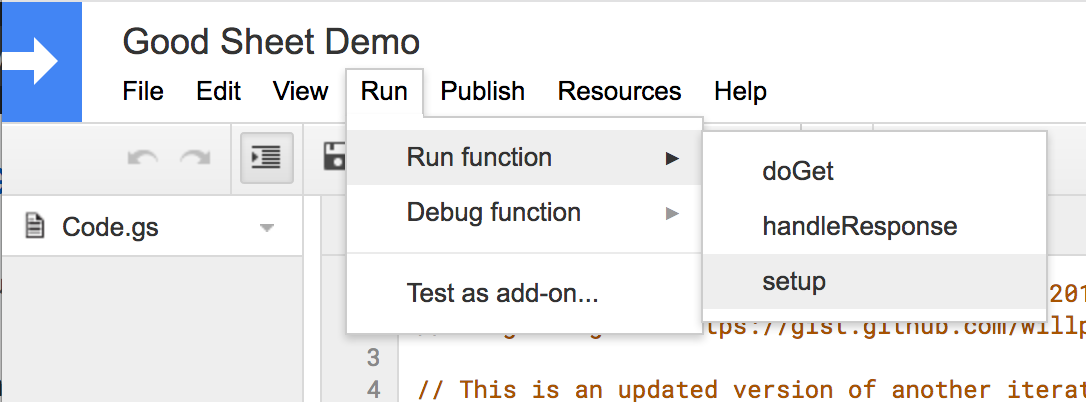 Good Sheet Demo
File Edit View Run Publish Resources Help
Run function
doGet
Debug function
handleResponse
setup
Test as add-on...
Code.gs
201
//
tps://gist.github.com/willp
3
4 // This is an updated version of another iterat